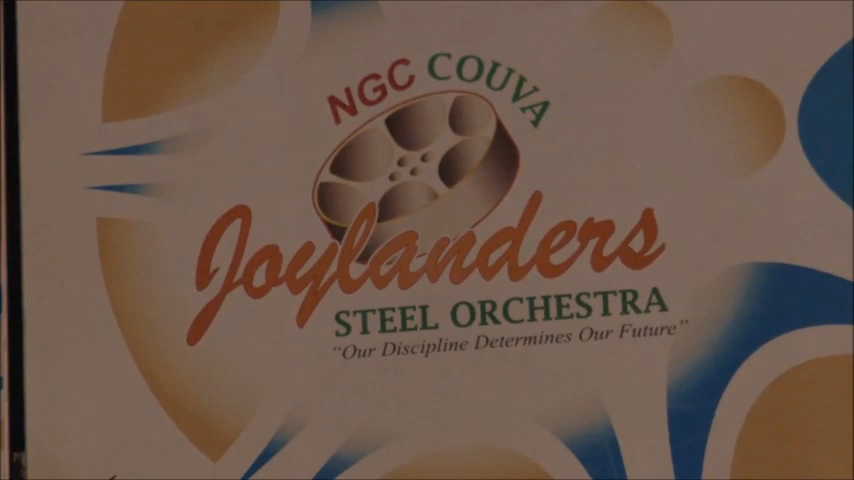 NGC COUVA
Joylanders
STEEL ORCHESTRA
“Our Discipline Determines Our Future”